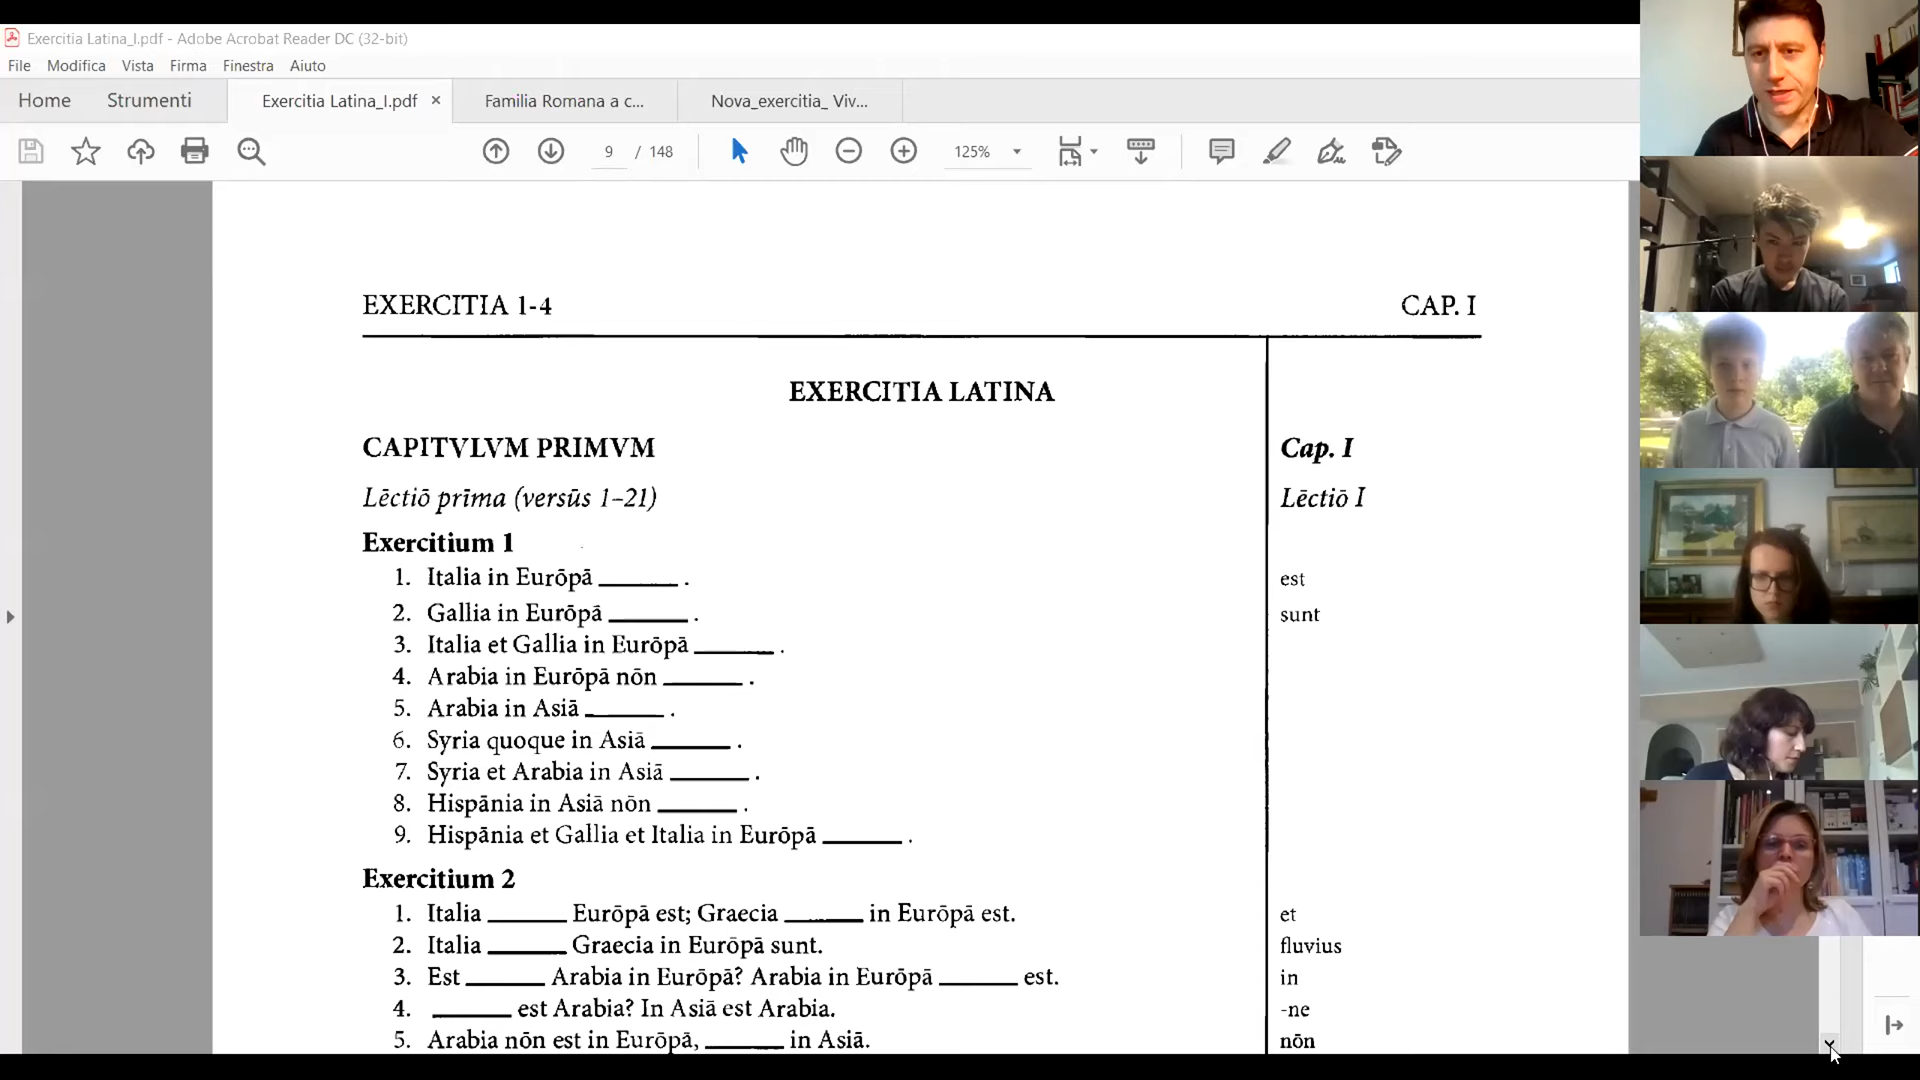 Exercitia Latina_I.pdf - Adobe Acrobat Reader DC (32-bit)
File Modifica Vista Firma Finestra Aiuto
Home Strumenti Exercitia Latina_I.pdf × Familia Romana a c... Nova_exercitia_ Viv...
9 / 148 125%
EXERCITIA 1-4 CAP. I
EXERCITIA LATINA
CAPITVLVM PRIMVM Cap. I
Lēctiō prīma (versūs 1–21) Lēctiō I
Exercitium 1
1. Italia in Eurōpā ______ . est
2. Gallia in Eurōpā ______ . sunt
3. Italia et Gallia in Eurōpā ______ .
4. Arabia in Eurōpā nōn ______ .
5. Arabia in Asiā ______ .
6. Syria quoque in Asiā ______ .
7. Syria et Arabia in Asiā ______ .
8. Hispānia in Asiā nōn ______ .
9. Hispānia et Gallia et Italia in Eurōpā ______ .
Exercitium 2
1. Italia ______ Eurōpā est; Graecia ______ in Eurōpā est. et
2. Italia ______ Graecia in Eurōpā sunt. fluvius
3. Est ______ Arabia in Eurōpā? Arabia in Eurōpā ______ est. in
4. ______ est Arabia? In Asiā est Arabia. -ne
5. Arabia nōn est in Eurōpā, ______ in Asiā. nōn